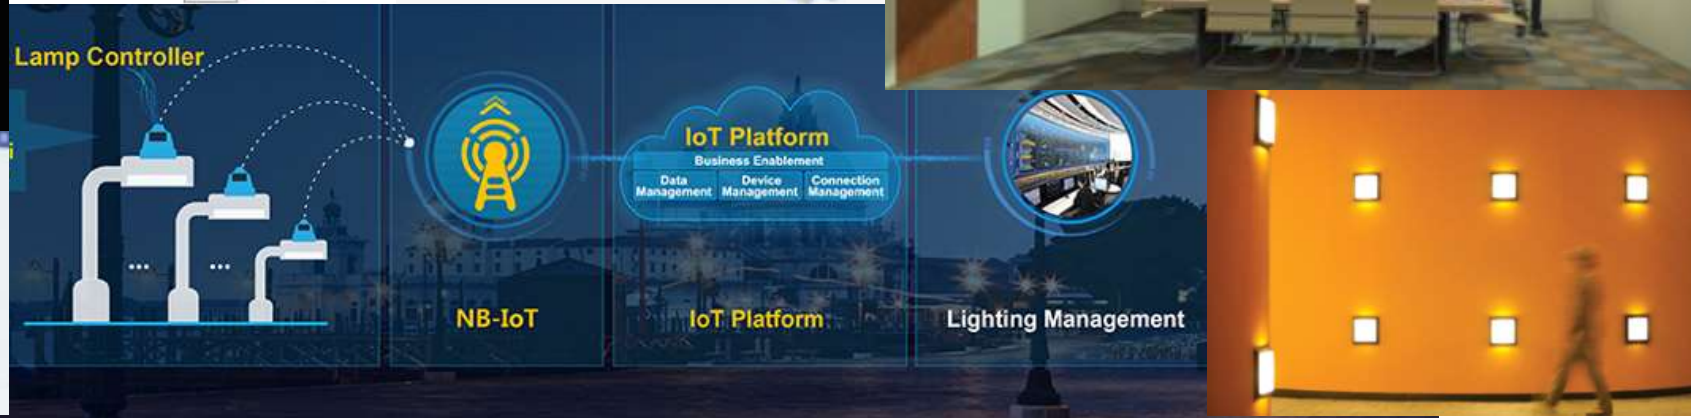 Lamp Controller
IoT Platform
Business Enablement
Data Management
Device Management
Connection Management
NB-IoT
IoT Platform
Lighting Management